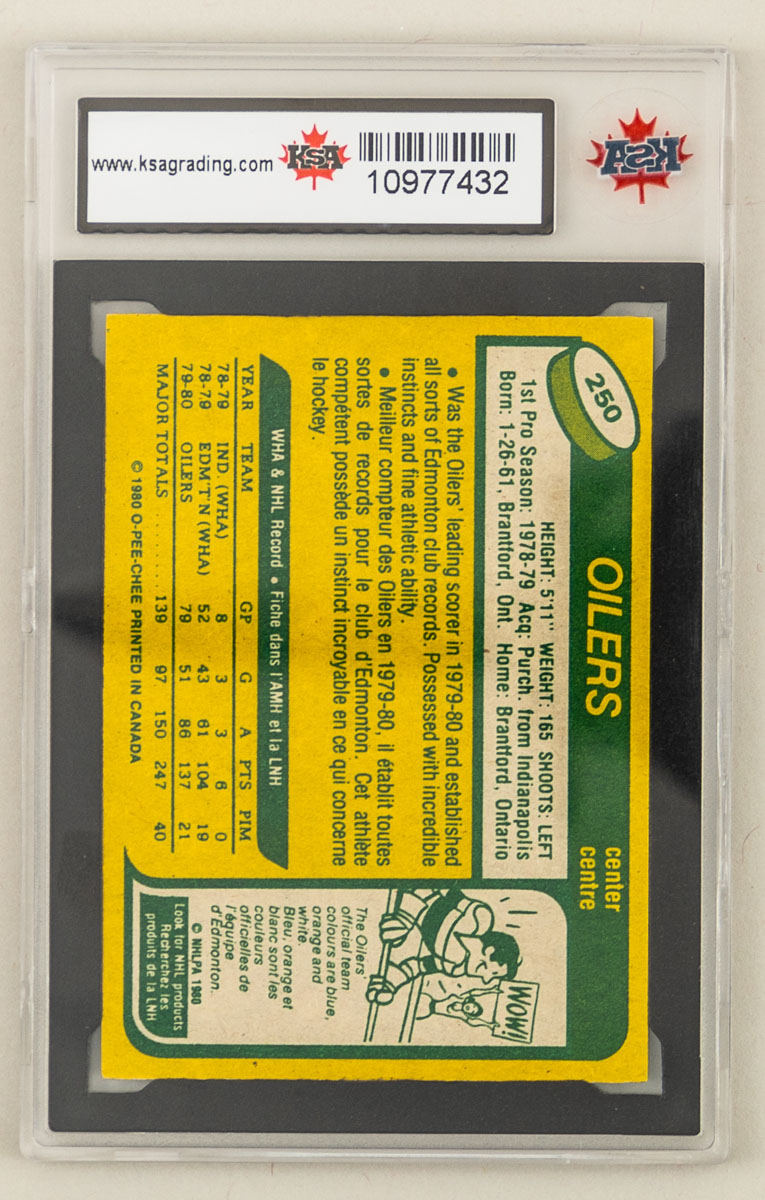 www.ksagrading.com
KSA
10977432
KSA
250
OILERS
center
centre
HEIGHT: 5'11" WEIGHT: 165 SHOOTS: LEFT
1st Pro Season: 1978-79 Acq: Purch. from Indianapolis
Born: 1-26-61, Brantford, Ont. Home: Brantford, Ontario
• Was the Oilers' leading scorer in 1979-80 and established
all sorts of Edmonton club records. Possessed with incredible
instincts and fine athletic ability.
• Meilleur compteur des Oilers en 1979-80, il établit toutes
sortes de records pour le club d'Edmonton. Cet athlète
compétent possède un instinct incroyable en ce qui concerne
le hockey.
WHA & NHL Record • Fiche dans l'AMH et la LNH
YEAR TEAM GP G A PTS PIM
78-79 IND. (WHA) 8 3 3 6 0
78-79 EDM'T'N (WHA) 52 43 61 104 19
79-80 OILERS 79 51 86 137 21
MAJOR TOTALS ........ 139 97 150 247 40
© 1980 O-PEE-CHEE PRINTED IN CANADA
WOW!
The Oilers'
official team
colours are blue,
orange and
white.
Bleu, orange et
blanc sont les
couleurs
officielles de
l'équipe
d'Edmonton.
© NHLPA 1980
Look for NHL products
Recherchez les
produits de la LNH